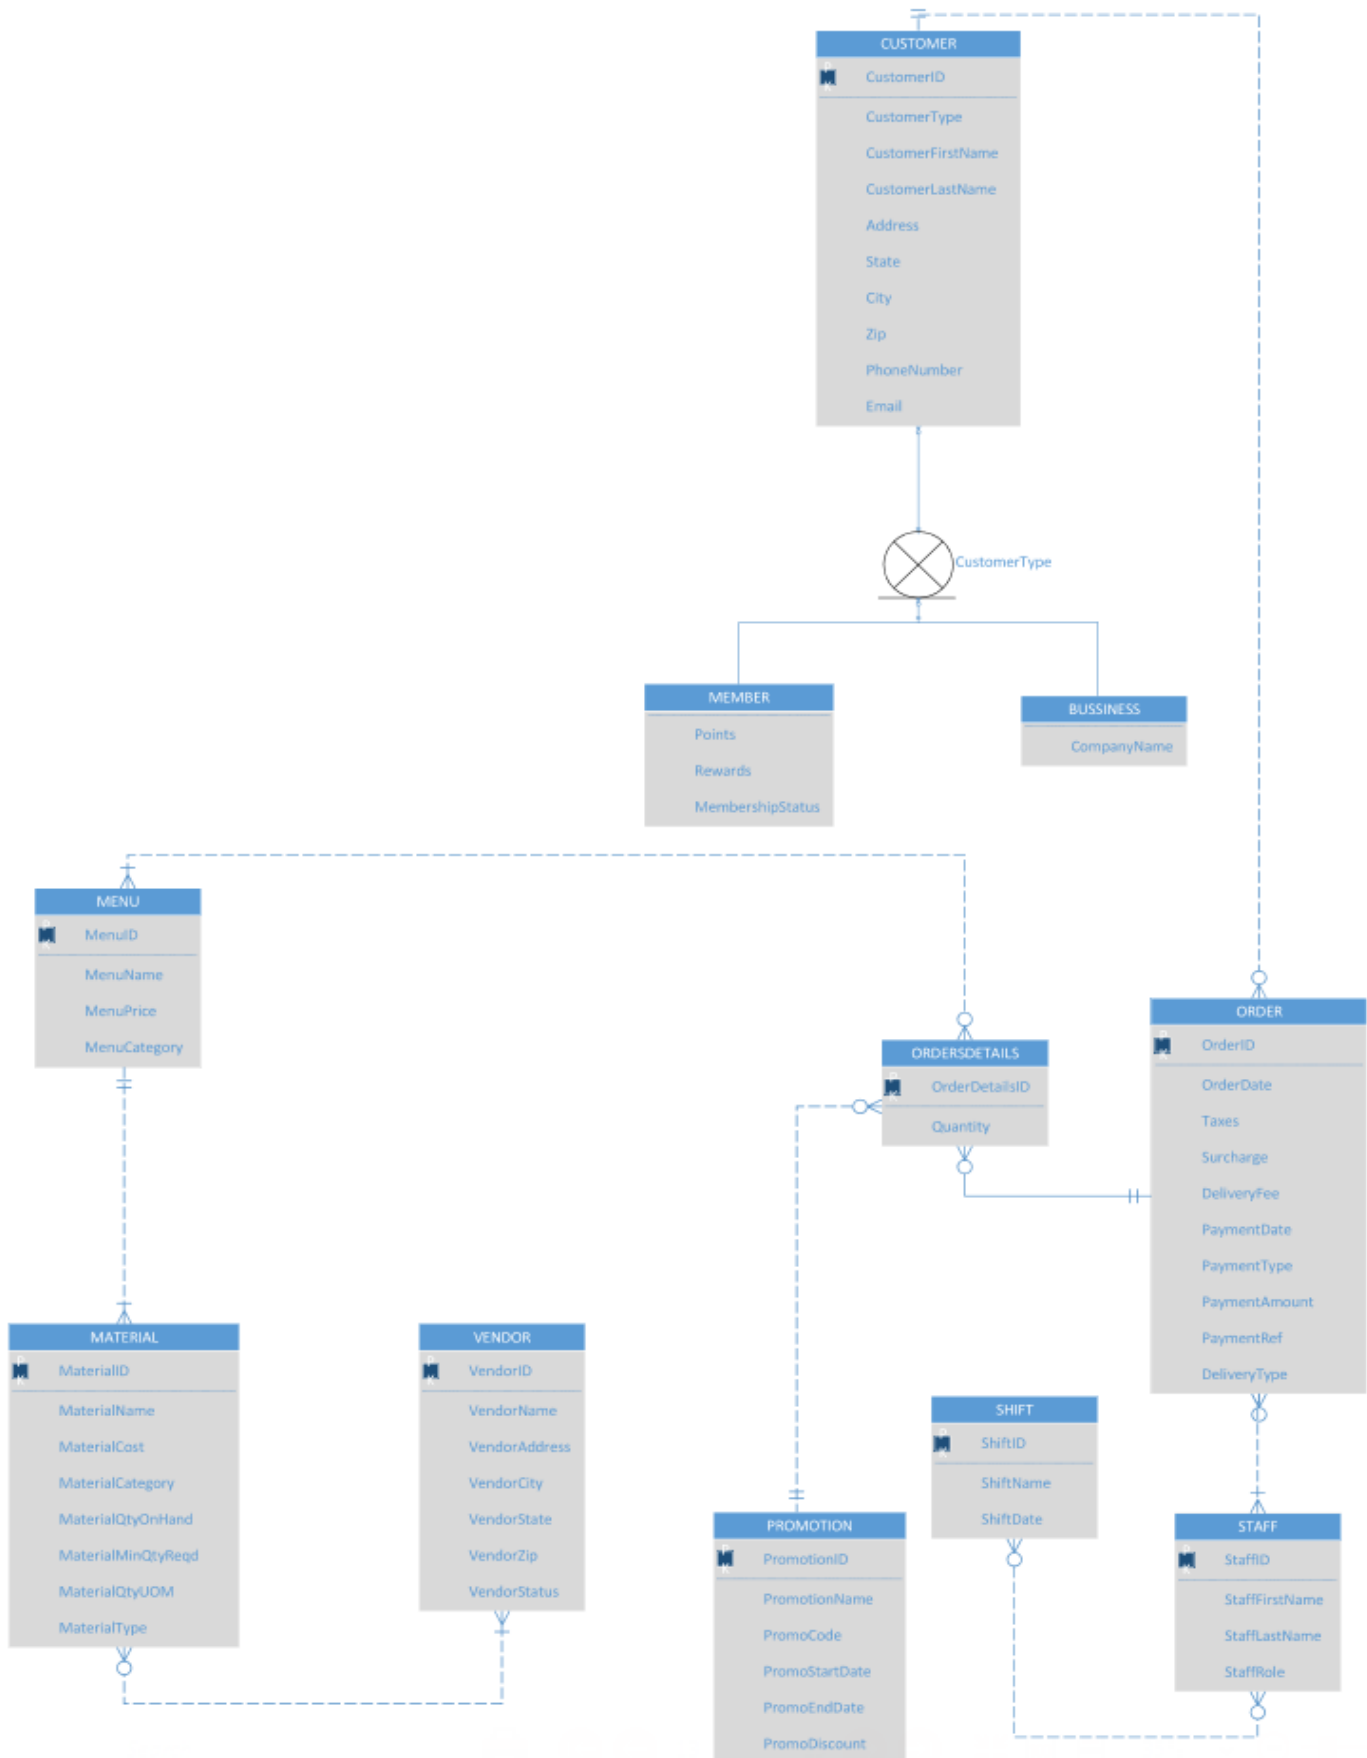 CUSTOMER
CustomerID
CustomerType
CustomerFirstName
CustomerLastName
Address
State
City
Zip
PhoneNumber
Email
CustomerType
MEMBER
Points
Rewards
MembershipStatus
BUSSINESS
CompanyName
MENU
MenuID
MenuName
MenuPrice
MenuCategory
ORDERSDETAILS
OrderDetailsID
Quantity
ORDER
OrderID
OrderDate
Taxes
Surcharge
DeliveryFee
PaymentDate
PaymentType
PaymentAmount
PaymentRef
DeliveryType
MATERIAL
MaterialID
MaterialName
MaterialCost
MaterialCategory
MaterialQtyOnHand
MaterialMinQtyReqd
MaterialQtyUOM
MaterialType
VENDOR
VendorID
VendorName
VendorAddress
VendorCity
VendorState
VendorZip
VendorStatus
SHIFT
ShiftID
ShiftName
ShiftDate
PROMOTION
PromotionID
PromotionName
PromoCode
PromoStartDate
PromoEndDate
PromoDiscount
STAFF
StaffID
StaffFirstName
StaffLastName
StaffRole